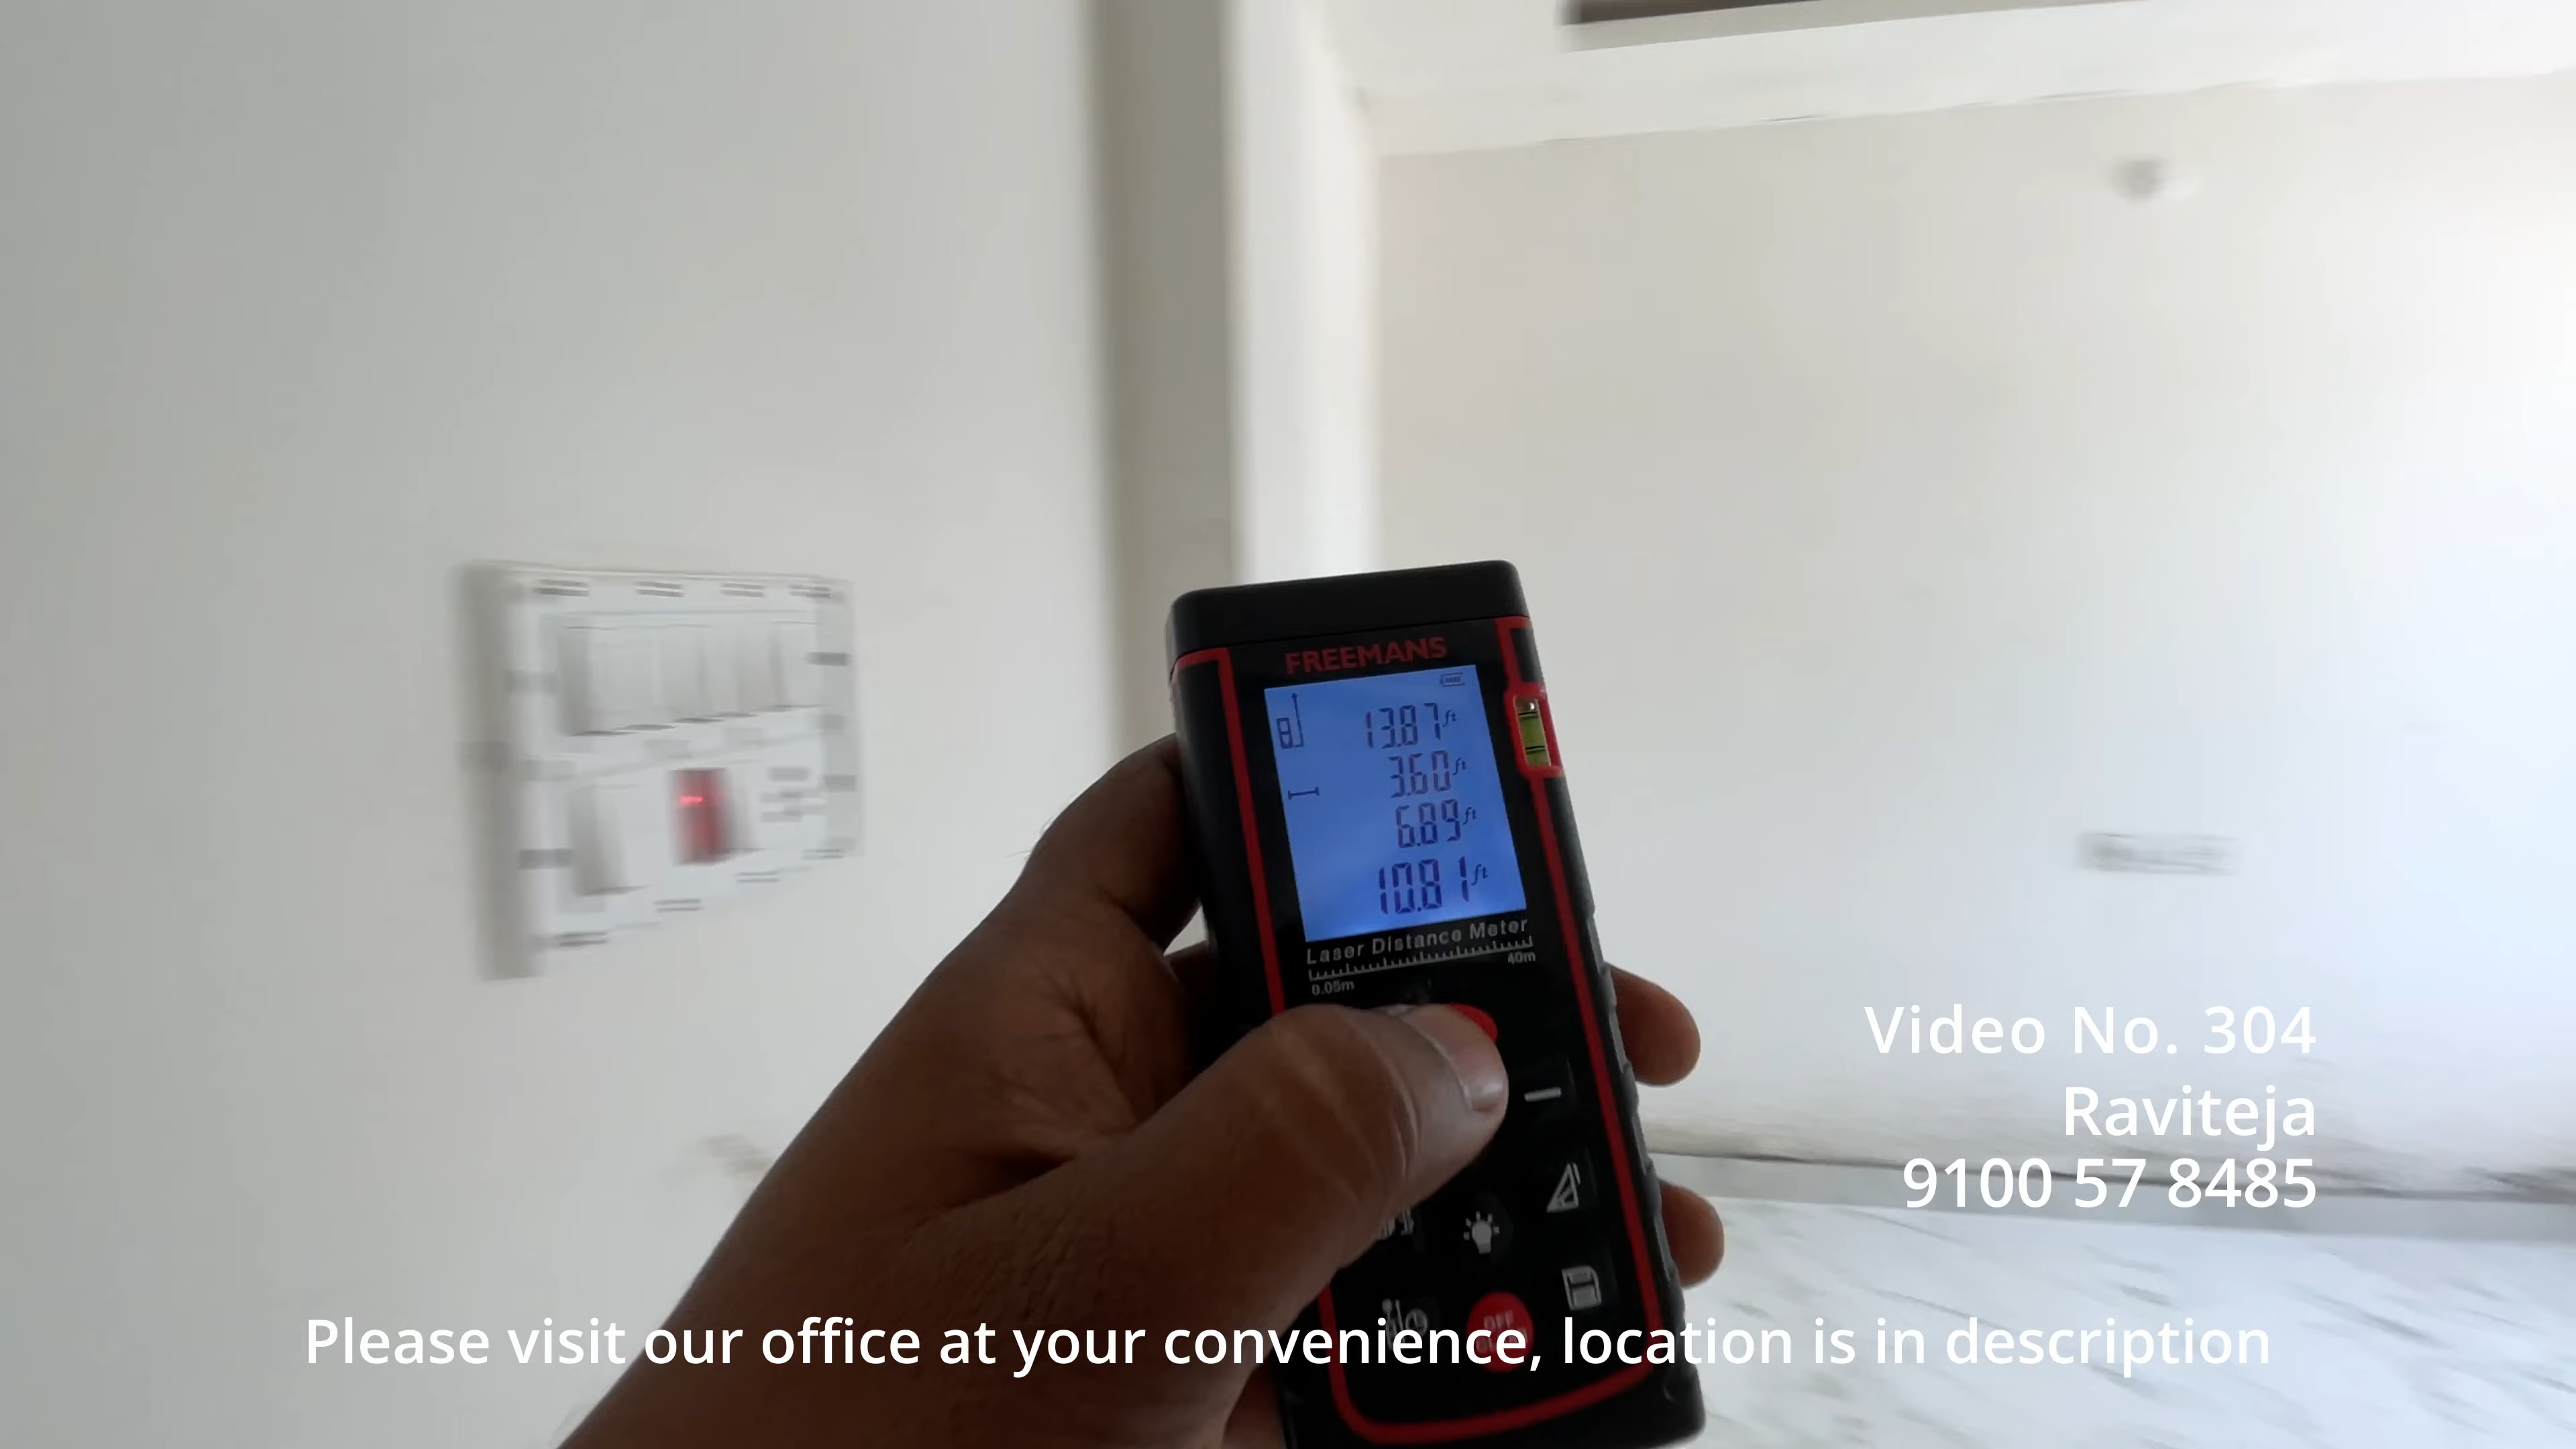 FREEMANS
13.87 ft
3.60 ft
6.89 ft
10.81 ft
Laser Distance Meter
0.05m
40m
Video No. 304
Raviteja
9100 57 8485
OFF
Please visit our office at your convenience, location is in description